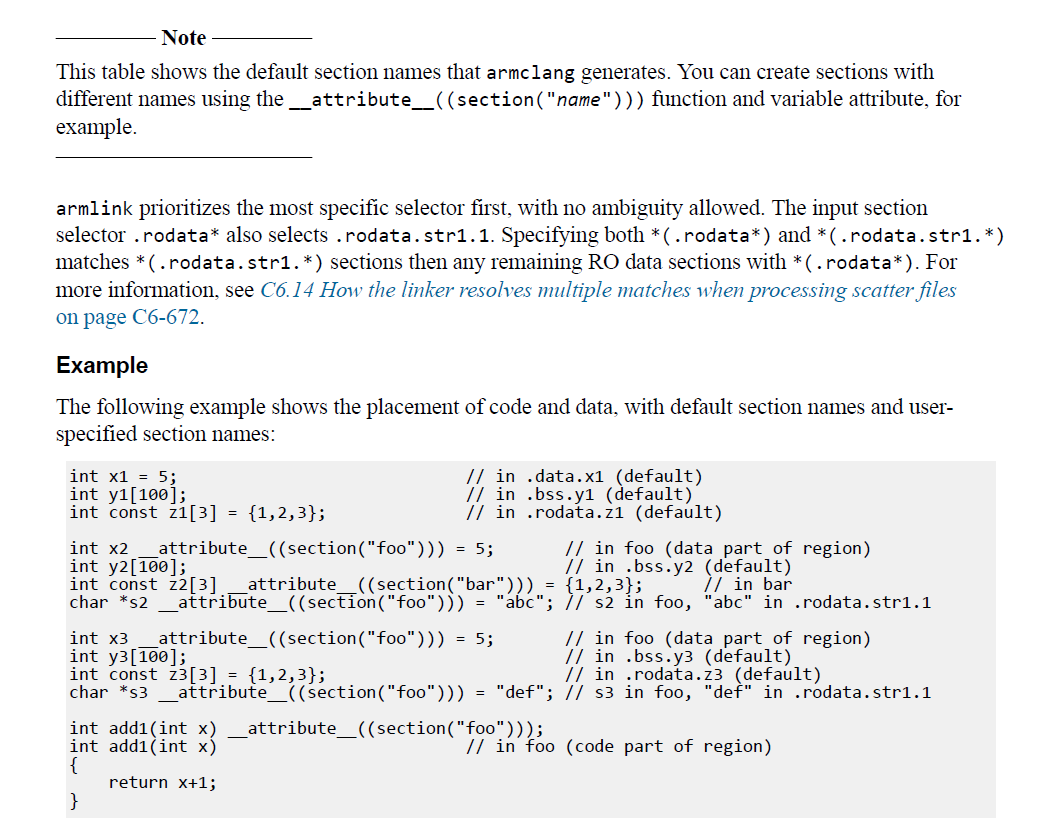 Note
This table shows the default section names that armclang generates. You can create sections with
different names using the __attribute__((section("name"))) function and variable attribute, for
example.
armlink prioritizes the most specific selector first, with no ambiguity allowed. The input section
selector .rodata* also selects .rodata.str1.1. Specifying both *(.rodata*) and *(.rodata.str1.*)
matches *(.rodata.str1.*) sections then any remaining RO data sections with *(.rodata*). For
more information, see C6.14 How the linker resolves multiple matches when processing scatter files
on page C6-672.
Example
The following example shows the placement of code and data, with default section names and user-
specified section names:
int x1 = 5;                             // in .data.x1 (default)
int y1[100];                            // in .bss.y1 (default)
int const z1[3] = {1,2,3};              // in .rodata.z1 (default)
int x2 __attribute__((section("foo"))) = 5;       // in foo (data part of region)
int y2[100];                                      // in .bss.y2 (default)
int const z2[3] __attribute__((section("bar"))) = {1,2,3};      // in bar
char *s2 __attribute__((section("foo"))) = "abc"; // s2 in foo, "abc" in .rodata.str1.1
int x3 __attribute__((section("foo"))) = 5;       // in foo (data part of region)
int y3[100];                                      // in .bss.y3 (default)
int const z3[3] = {1,2,3};                        // in .rodata.z3 (default)
char *s3 __attribute__((section("foo"))) = "def"; // s3 in foo, "def" in .rodata.str1.1
int add1(int x) __attribute__((section("foo")));
int add1(int x)                         // in foo (code part of region)
{
    return x+1;
}